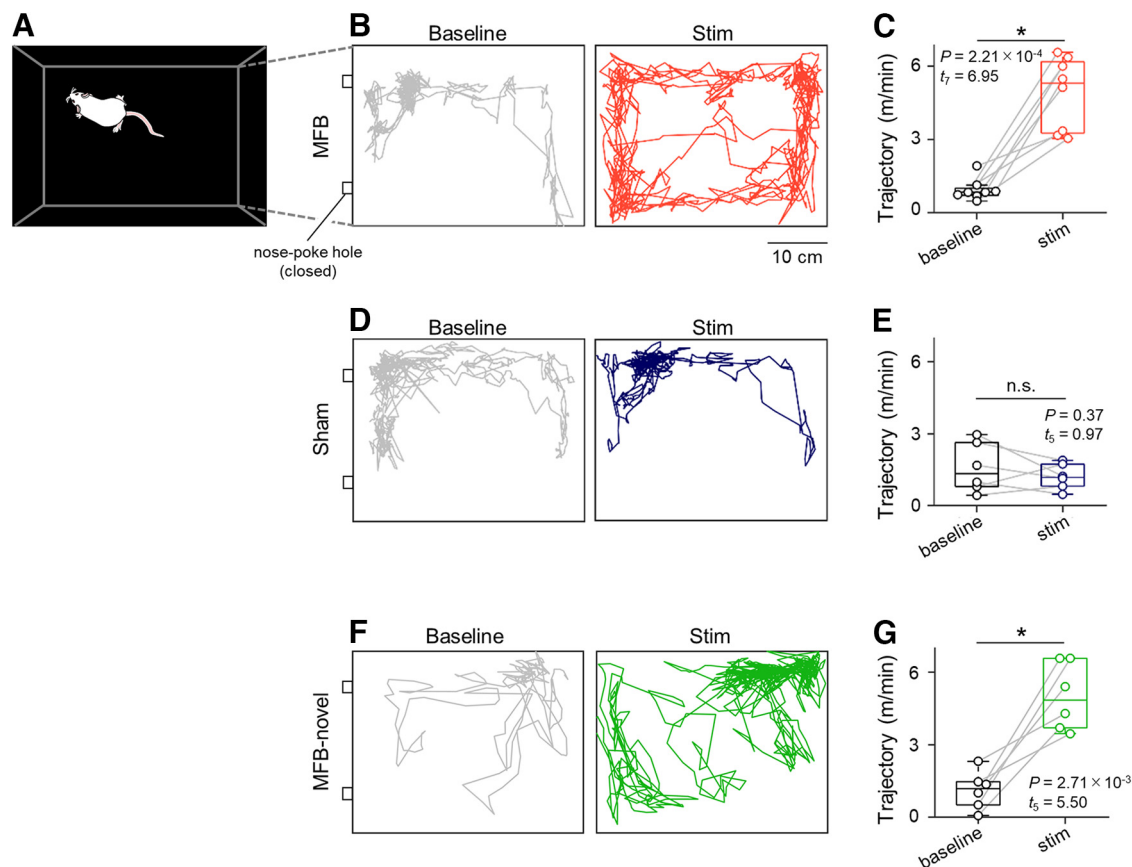 A
B
Baseline
Stim
MFB
nose-poke hole
(closed)
10 cm
C
*
P = 2.21 × 10⁻⁴
t₇ = 6.95
Trajectory (m/min)
6
3
0
baseline
stim
D
Baseline
Stim
Sham
E
n.s.
P = 0.37
t₅ = 0.97
Trajectory (m/min)
6
3
0
baseline
stim
F
Baseline
Stim
MFB-novel
G
*
P = 2.71 × 10⁻³
t₅ = 5.50
Trajectory (m/min)
6
3
0
baseline
stim